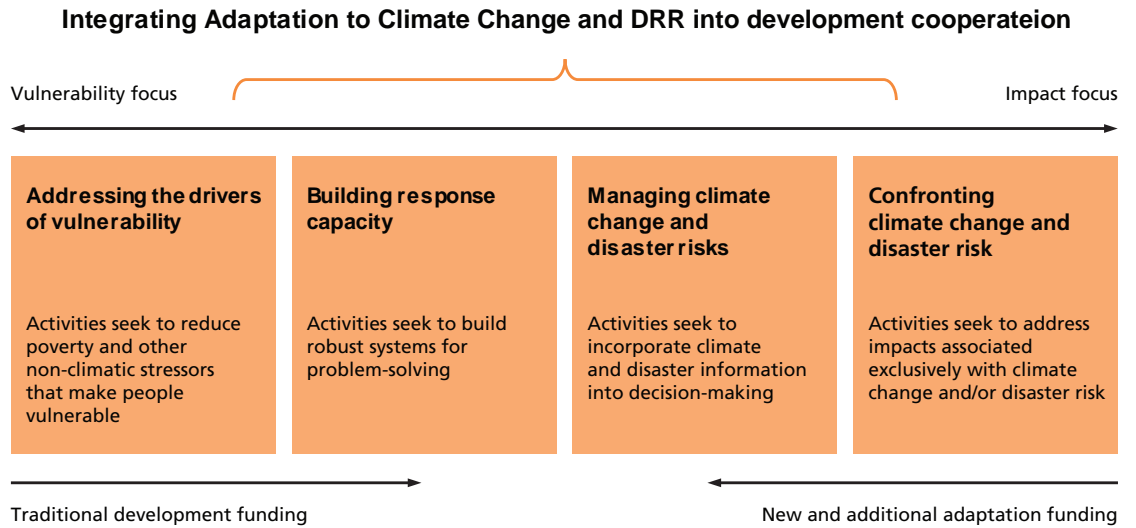 Integrating Adaptation to Climate Change and DRR into development cooperateion
Vulnerability focus
Impact focus
Addressing the drivers
of vulnerability
Activities seek to reduce
poverty and other
non-climatic stressors
that make people
vulnerable
Building response
capacity
Activities seek to build
robust systems for
problem-solving
Managing climate
change and
disaster risks
Activities seek to
incorporate climate
and disaster information
into decision-making
Confronting
climate change and
disaster risk
Activities seek to address
impacts associated
exclusively with climate
change and/or disaster risk
Traditional development funding
New and additional adaptation funding